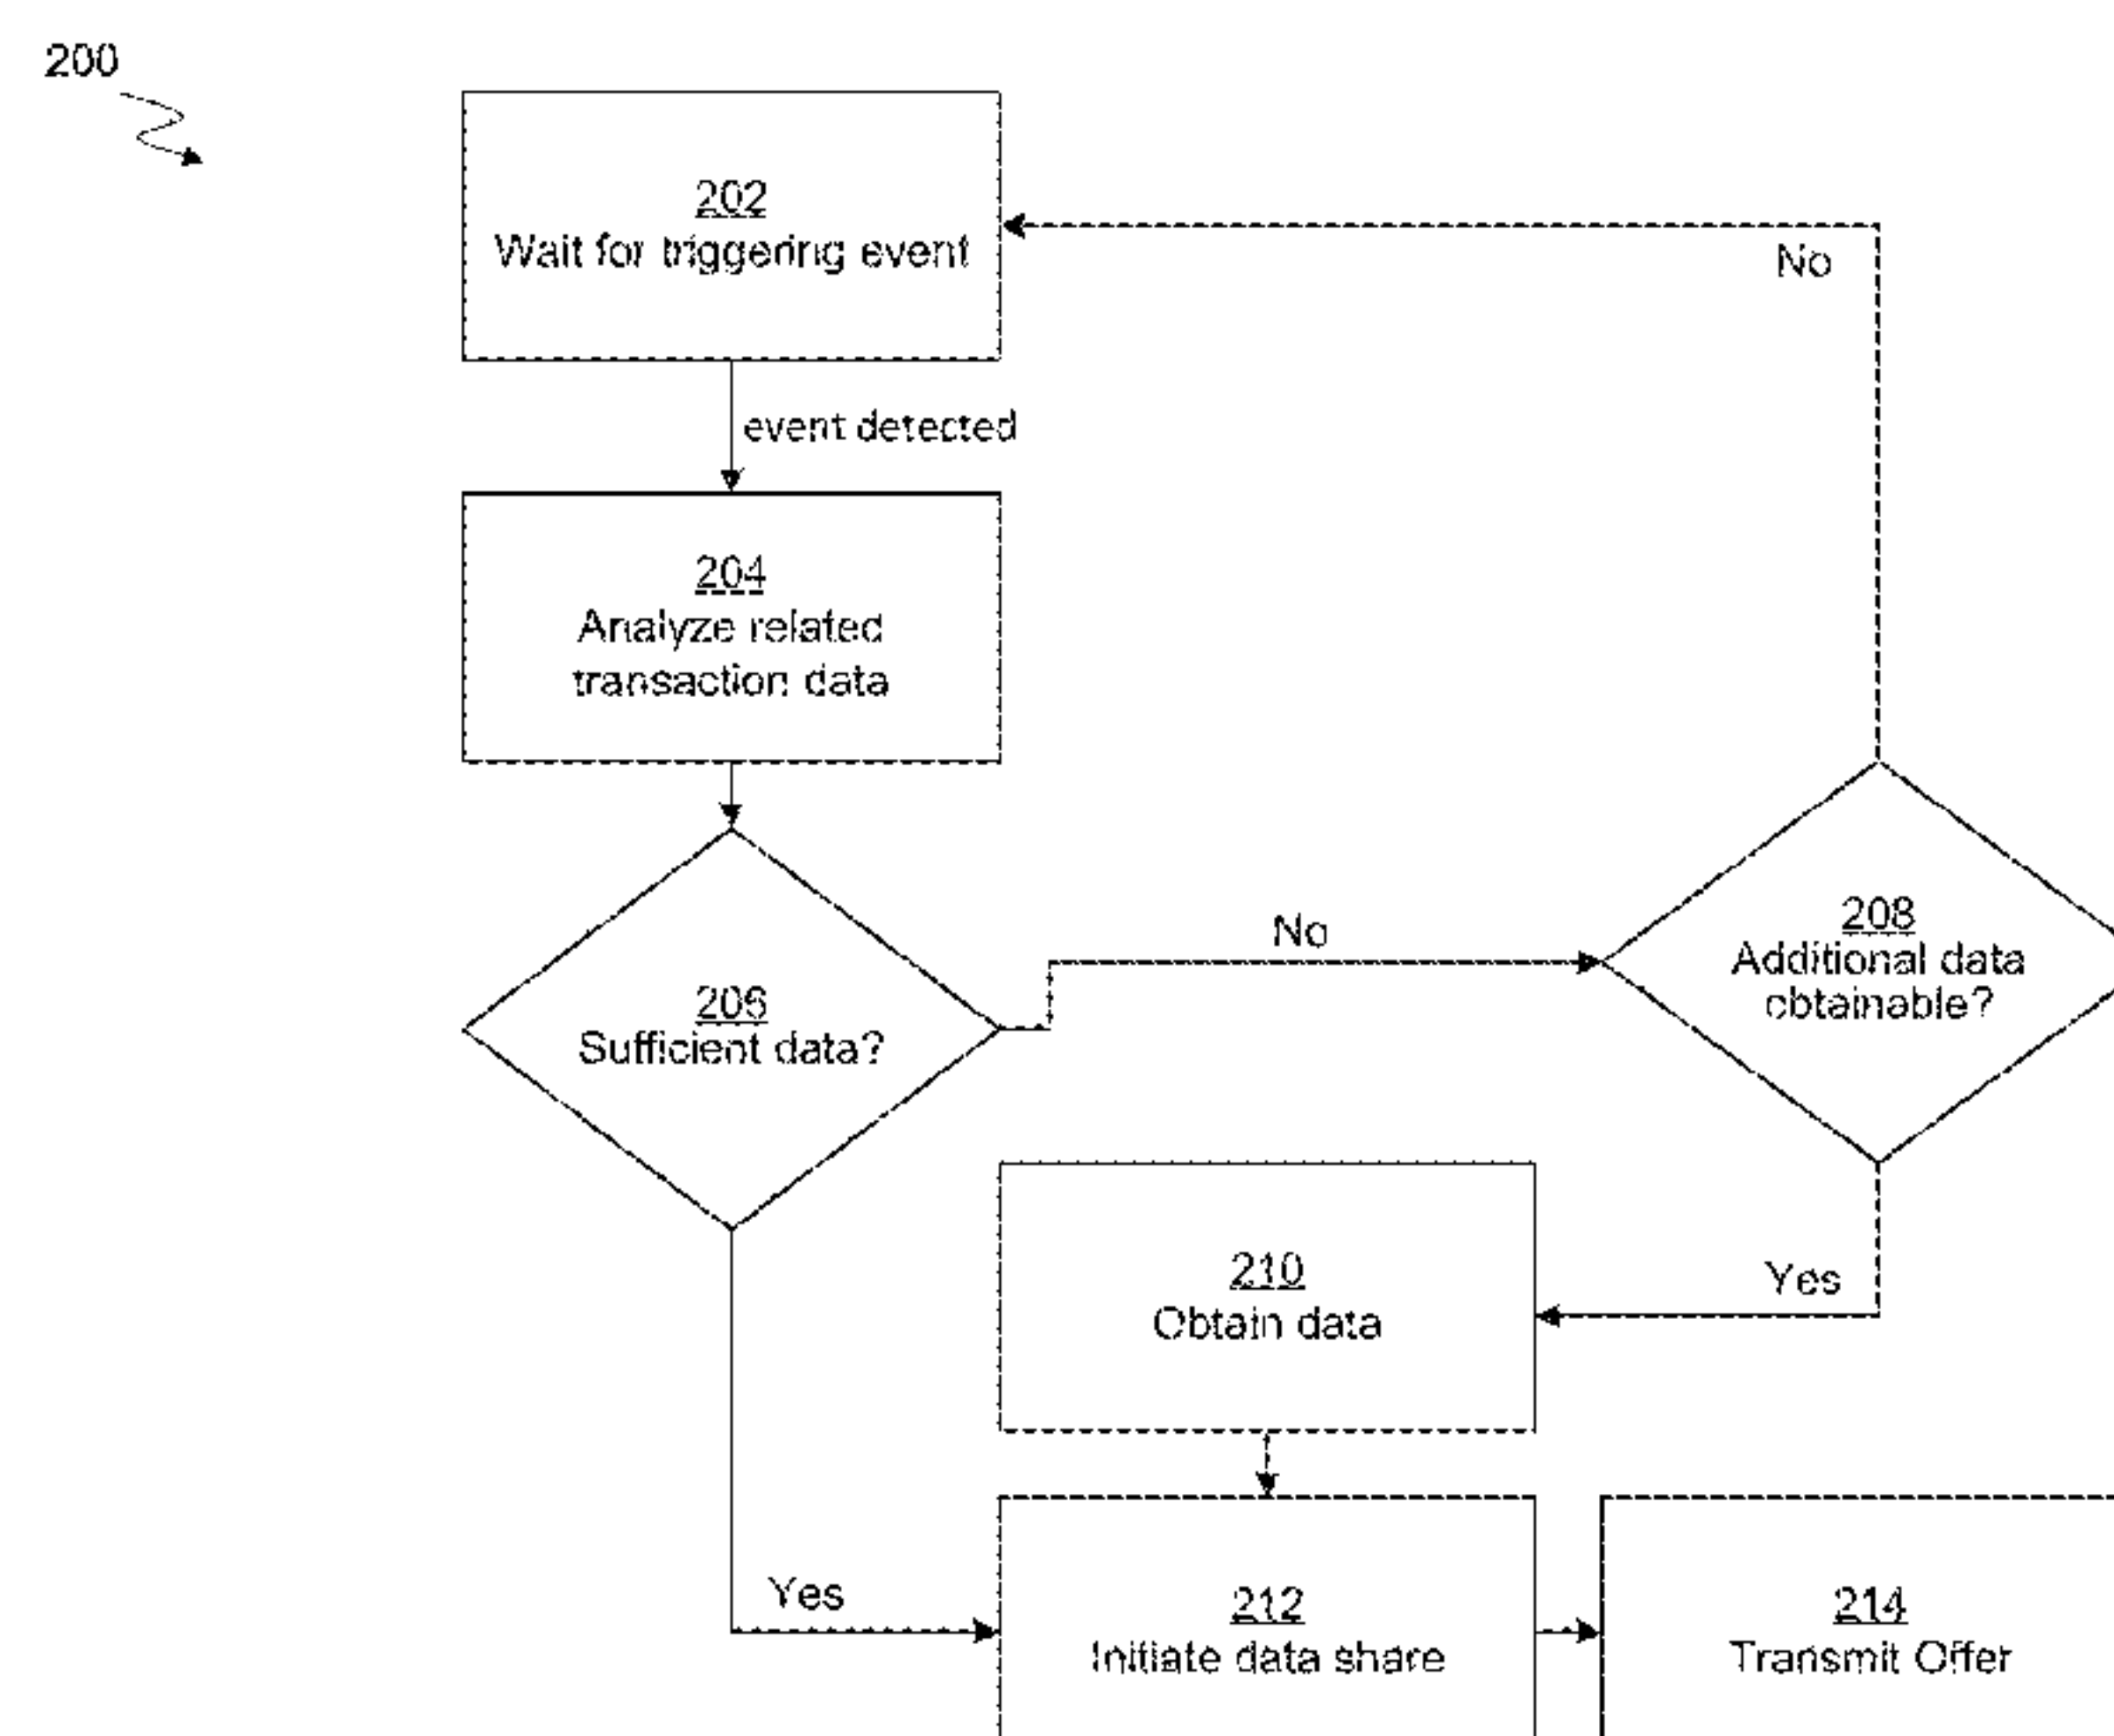 200
202
Wait for triggering event
No
event detected
204
Analyze related
transaction data
206
Sufficient data?
No
208
Additional data
obtainable?
210
Obtain data
Yes
Yes
212
Initiate data share
214
Transmit Offer